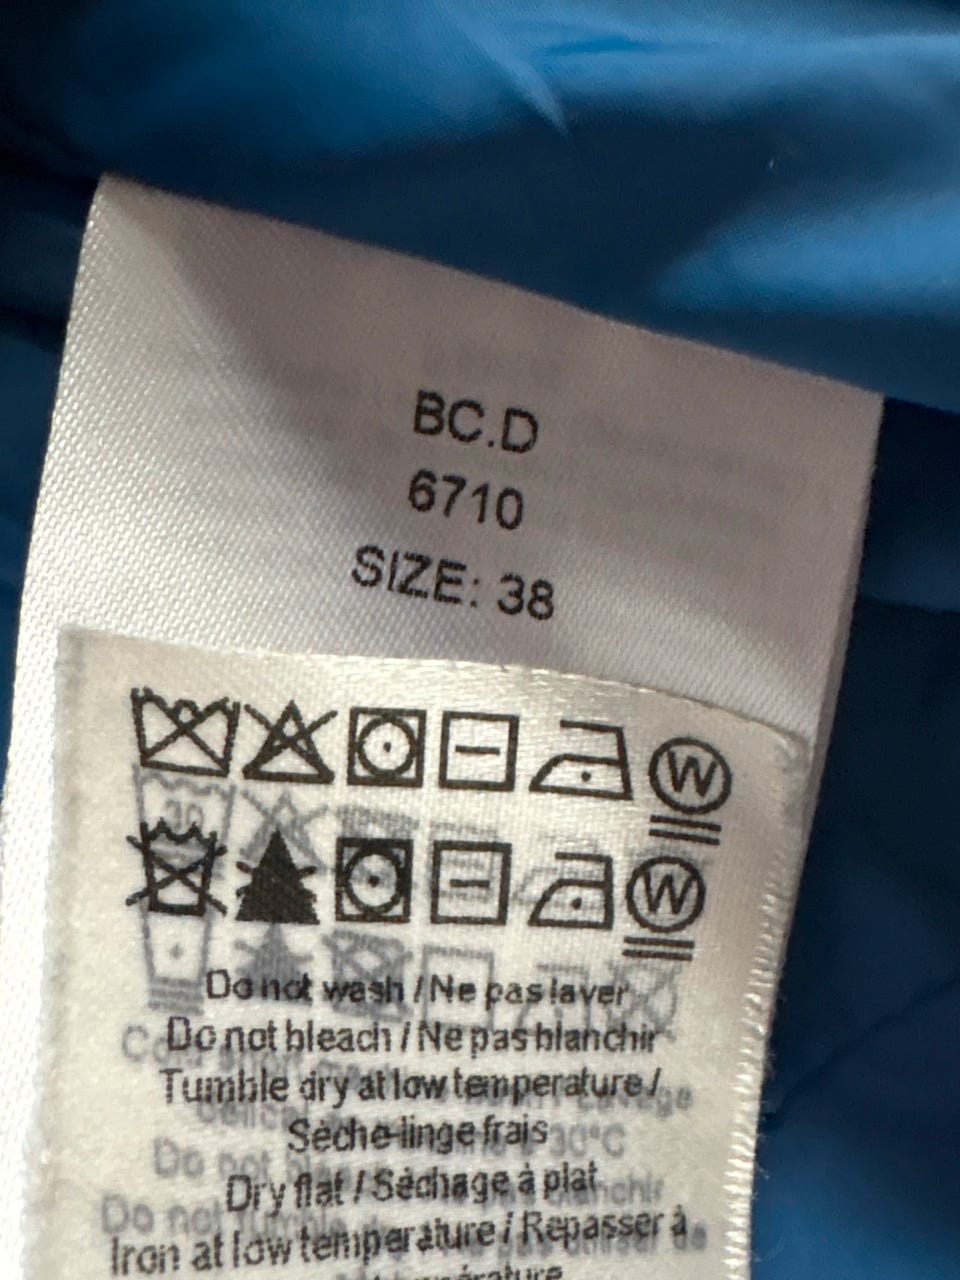 BC.D
6710
SIZE: 38
W
W
Do not wash / Ne pas laver
Do not bleach / Ne pas blanchir
Tumble dry at low temperature /
Sèche-linge frais
Dry flat / Séchage à plat
Iron at low temperature / Repasser à
température